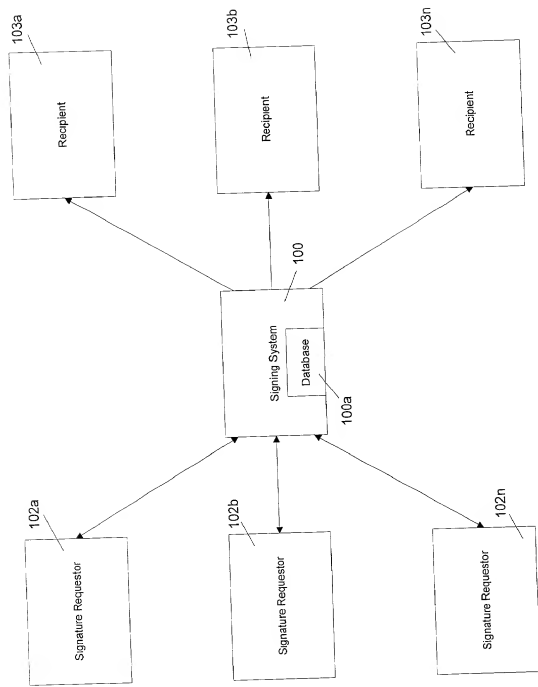 103a
Recipient
103b
Recipient
103n
Recipient
100
Signing System
Database
100a
102a
Signature Requestor
102b
Signature Requestor
102n
Signature Requestor